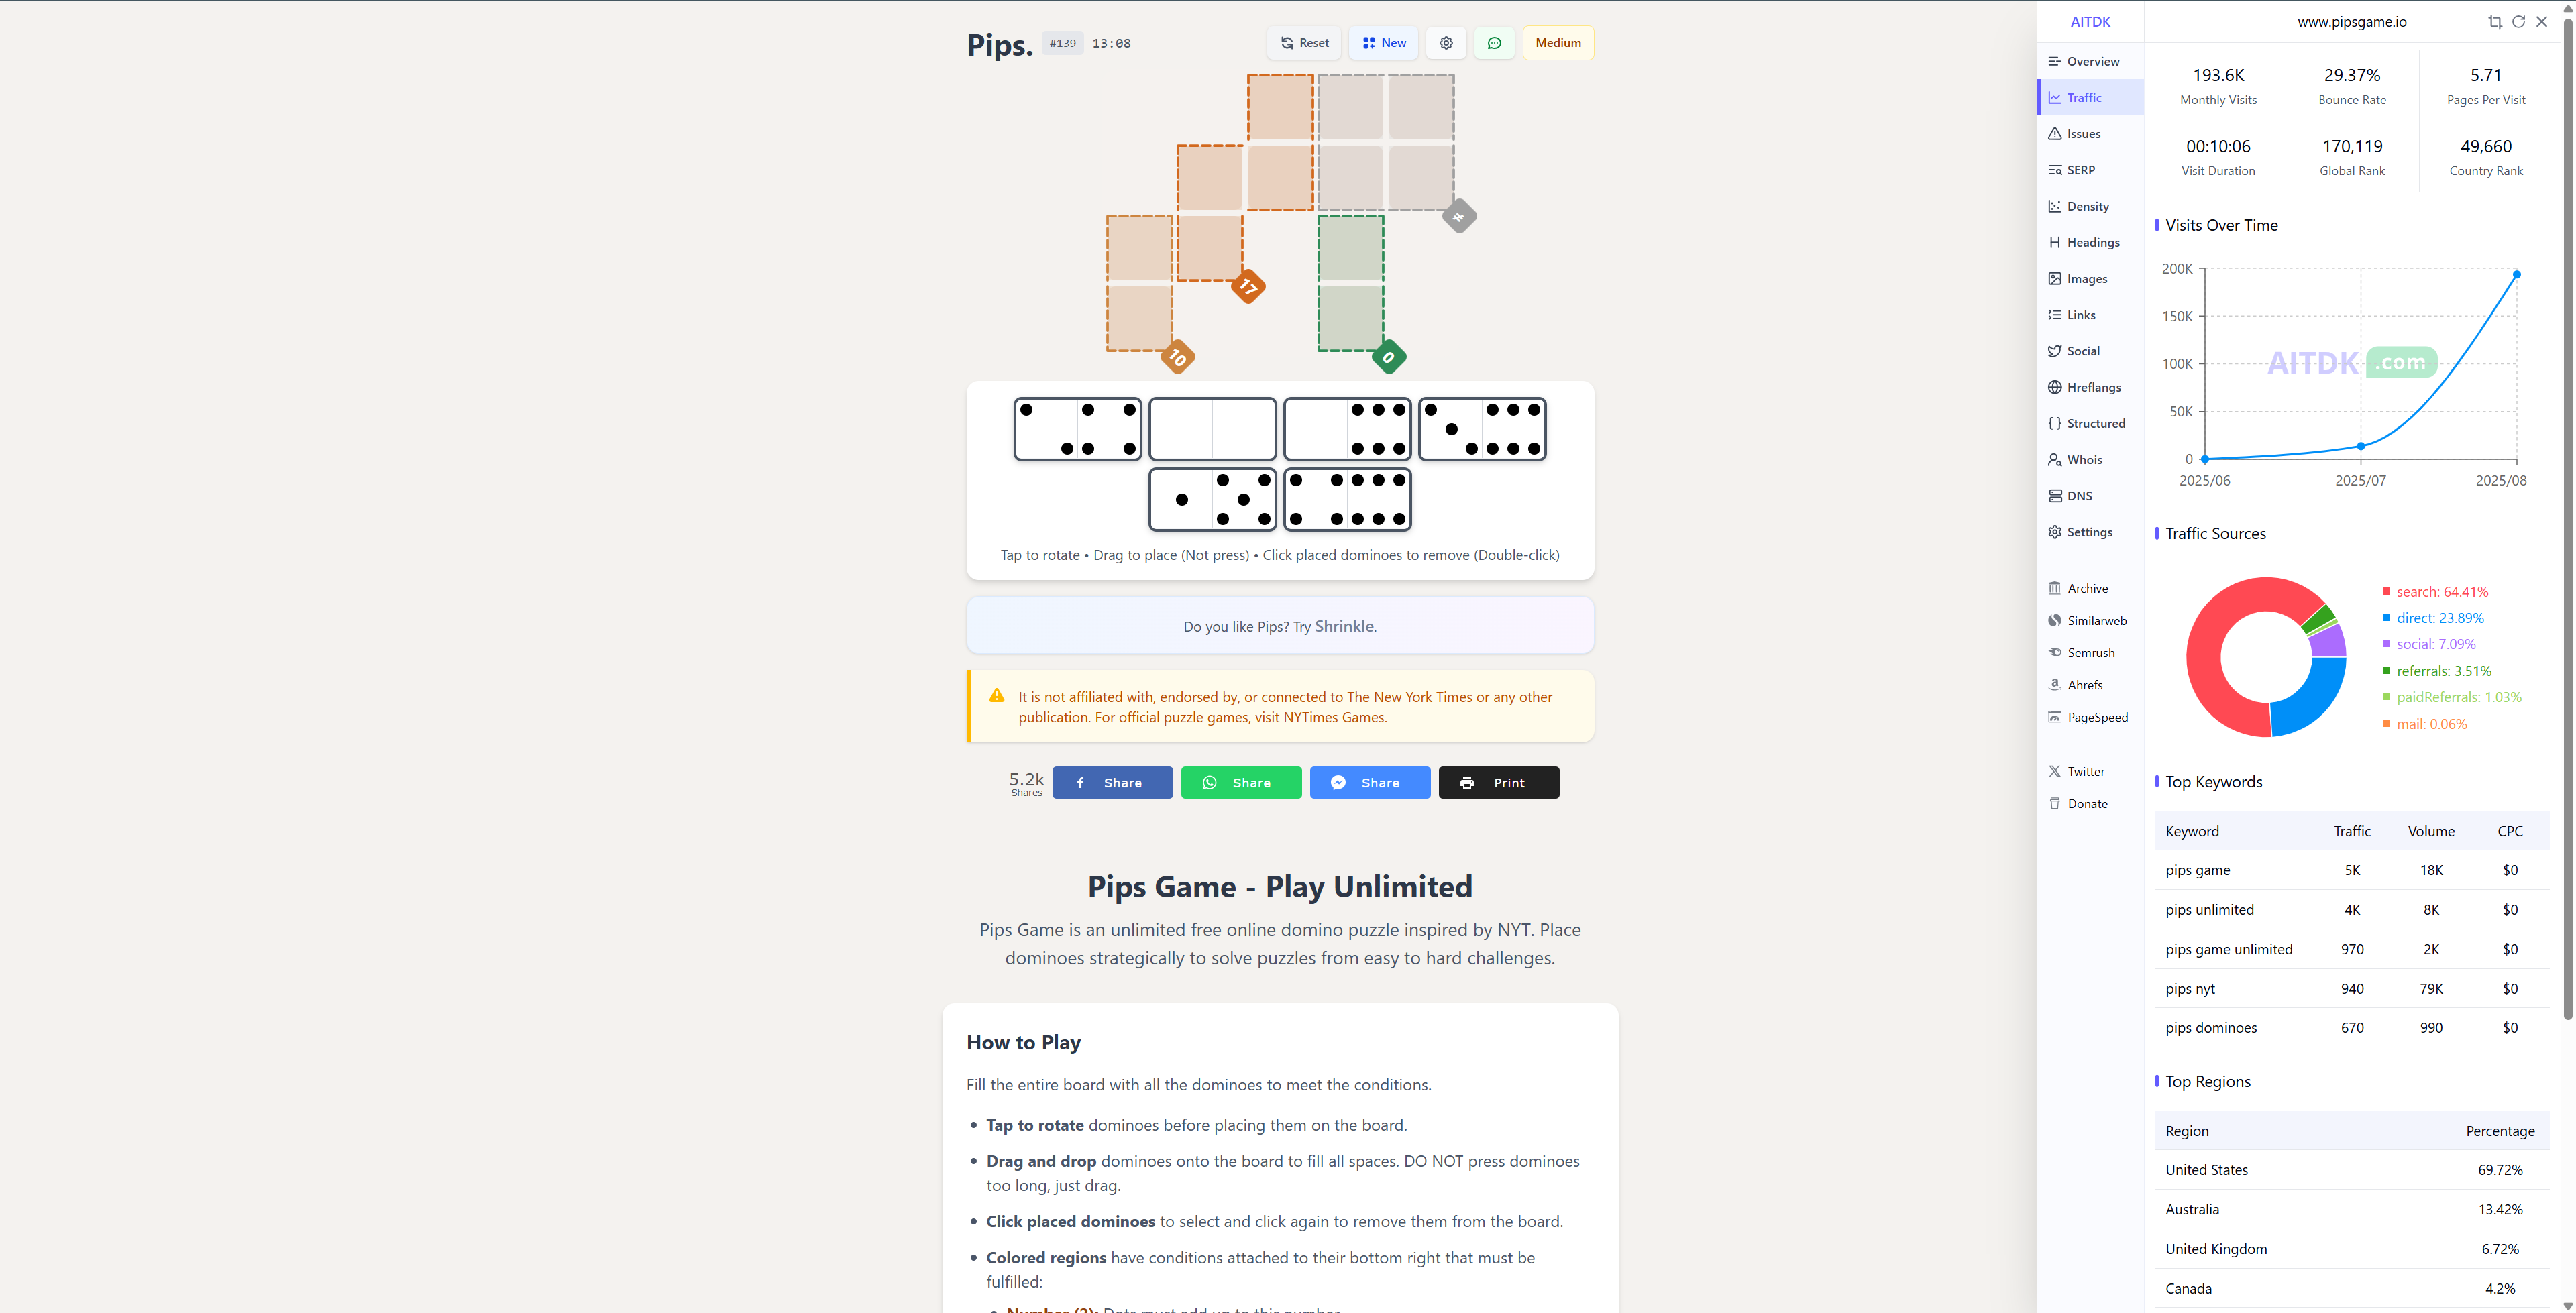 Pips. #139 13:08 Reset New Medium
≠
17
10
0
Tap to rotate • Drag to place (Not press) • Click placed dominoes to remove (Double-click)
Do you like Pips? Try Shrinkle.
It is not affiliated with, endorsed by, or connected to The New York Times or any other
publication. For official puzzle games, visit NYTimes Games.
5.2k
Shares
Share
Share
Share
Print
Pips Game - Play Unlimited
Pips Game is an unlimited free online domino puzzle inspired by NYT. Place
dominoes strategically to solve puzzles from easy to hard challenges.
How to Play
Fill the entire board with all the dominoes to meet the conditions.
• Tap to rotate dominoes before placing them on the board.
• Drag and drop dominoes onto the board to fill all spaces. DO NOT press dominoes
too long, just drag.
• Click placed dominoes to select and click again to remove them from the board.
• Colored regions have conditions attached to their bottom right that must be
fulfilled:
AITDK
Overview
Traffic
Issues
SERP
Density
Headings
Images
Links
Social
Hreflangs
Structured
Whois
DNS
Settings
Archive
Similarweb
Semrush
Ahrefs
PageSpeed
Twitter
Donate
www.pipsgame.io
193.6K 29.37% 5.71
Monthly Visits Bounce Rate Pages Per Visit
00:10:06 170,119 49,660
Visit Duration Global Rank Country Rank
Visits Over Time
200K
150K
100K
50K
0
2025/06 2025/07 2025/08
AITDK .com
Traffic Sources
search: 64.41%
direct: 23.89%
social: 7.09%
referrals: 3.51%
paidReferrals: 1.03%
mail: 0.06%
Top Keywords
Keyword Traffic Volume CPC
pips game 5K 18K $0
pips unlimited 4K 8K $0
pips game unlimited 970 2K $0
pips nyt 940 79K $0
pips dominoes 670 990 $0
Top Regions
Region Percentage
United States 69.72%
Australia 13.42%
United Kingdom 6.72%
Canada 4.2%